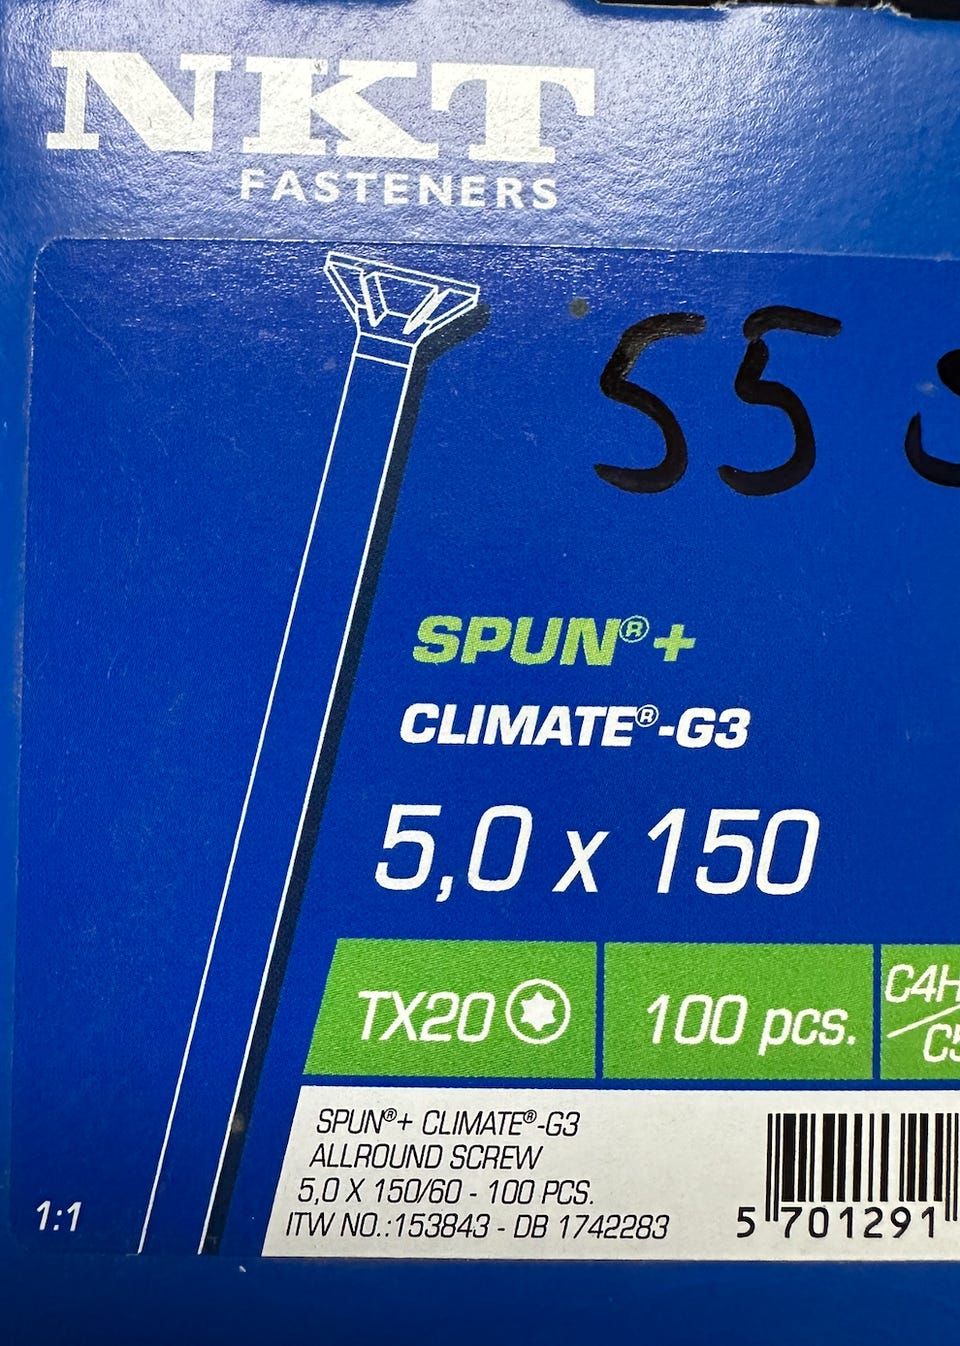 NKT
FASTENERS
55
SPUN®+
CLIMATE®-G3
5,0 x 150
TX20
100 pcs.
C4H
C5
SPUN®+ CLIMATE®-G3
ALLROUND SCREW
5,0 X 150/60 - 100 PCS.
ITW NO.:153843 - DB 1742283
5 701291
1:1